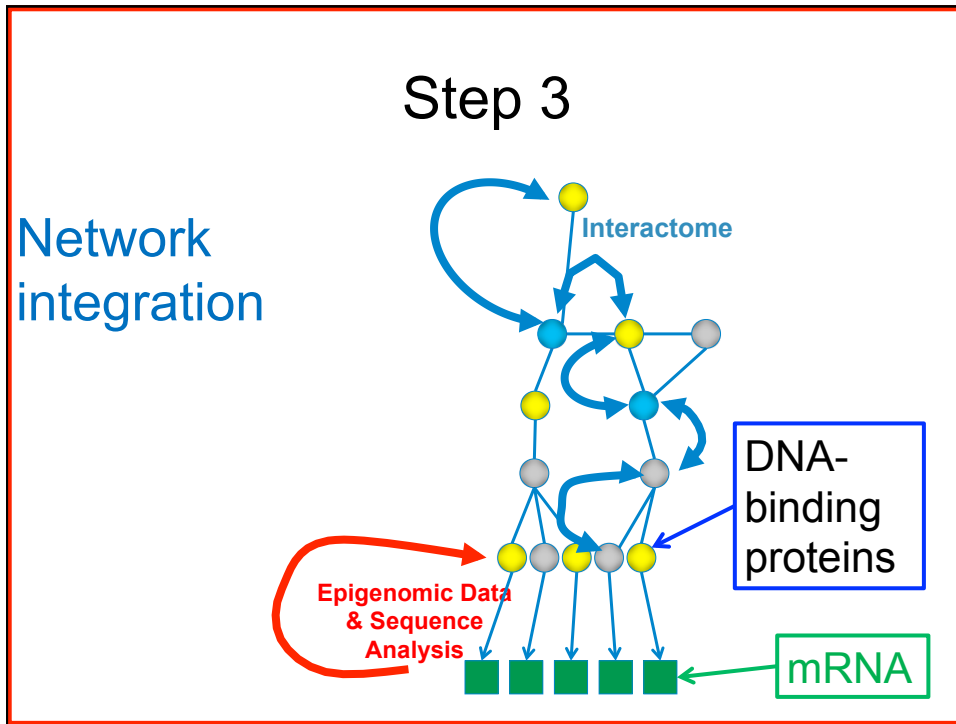 Step 3
Network
integration
Interactome
DNA-
binding
proteins
Epigenomic Data
& Sequence
Analysis
mRNA